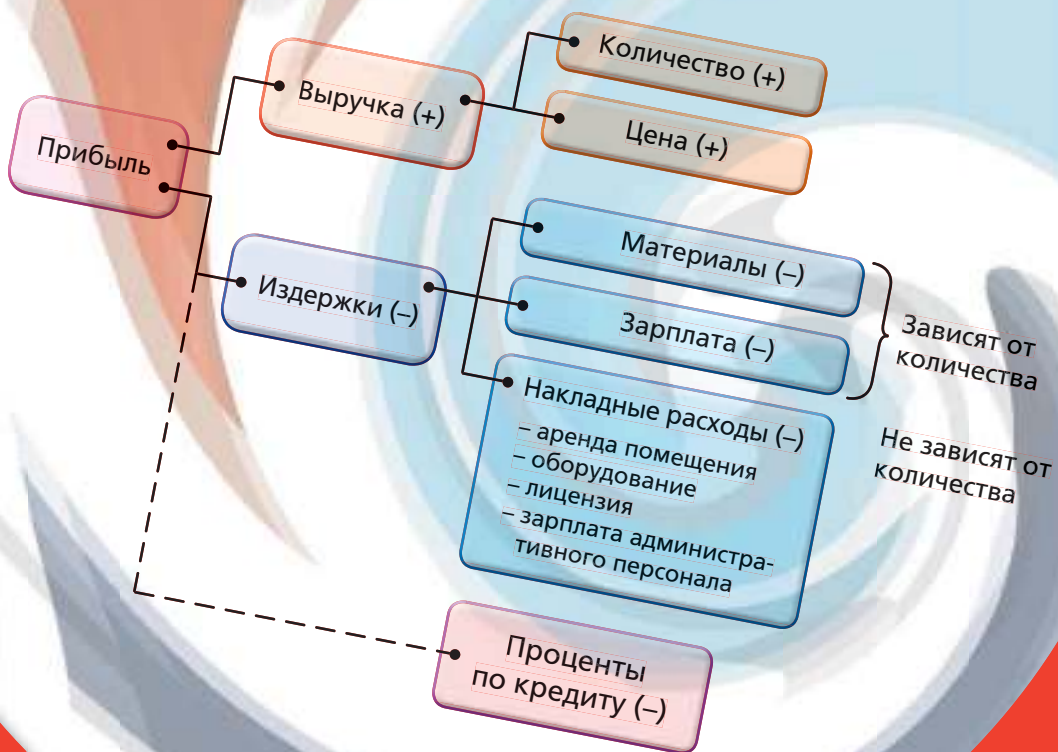 Прибыль
Выручка (+)
Количество (+)
Цена (+)
Издержки (–)
Материалы (–)
Зарплата (–)
Зависят от
количества
Накладные расходы (–)
– аренда помещения
– оборудование
– лицензия
– зарплата администра-
тивного персонала
Не зависят от
количества
Проценты
по кредиту (–)